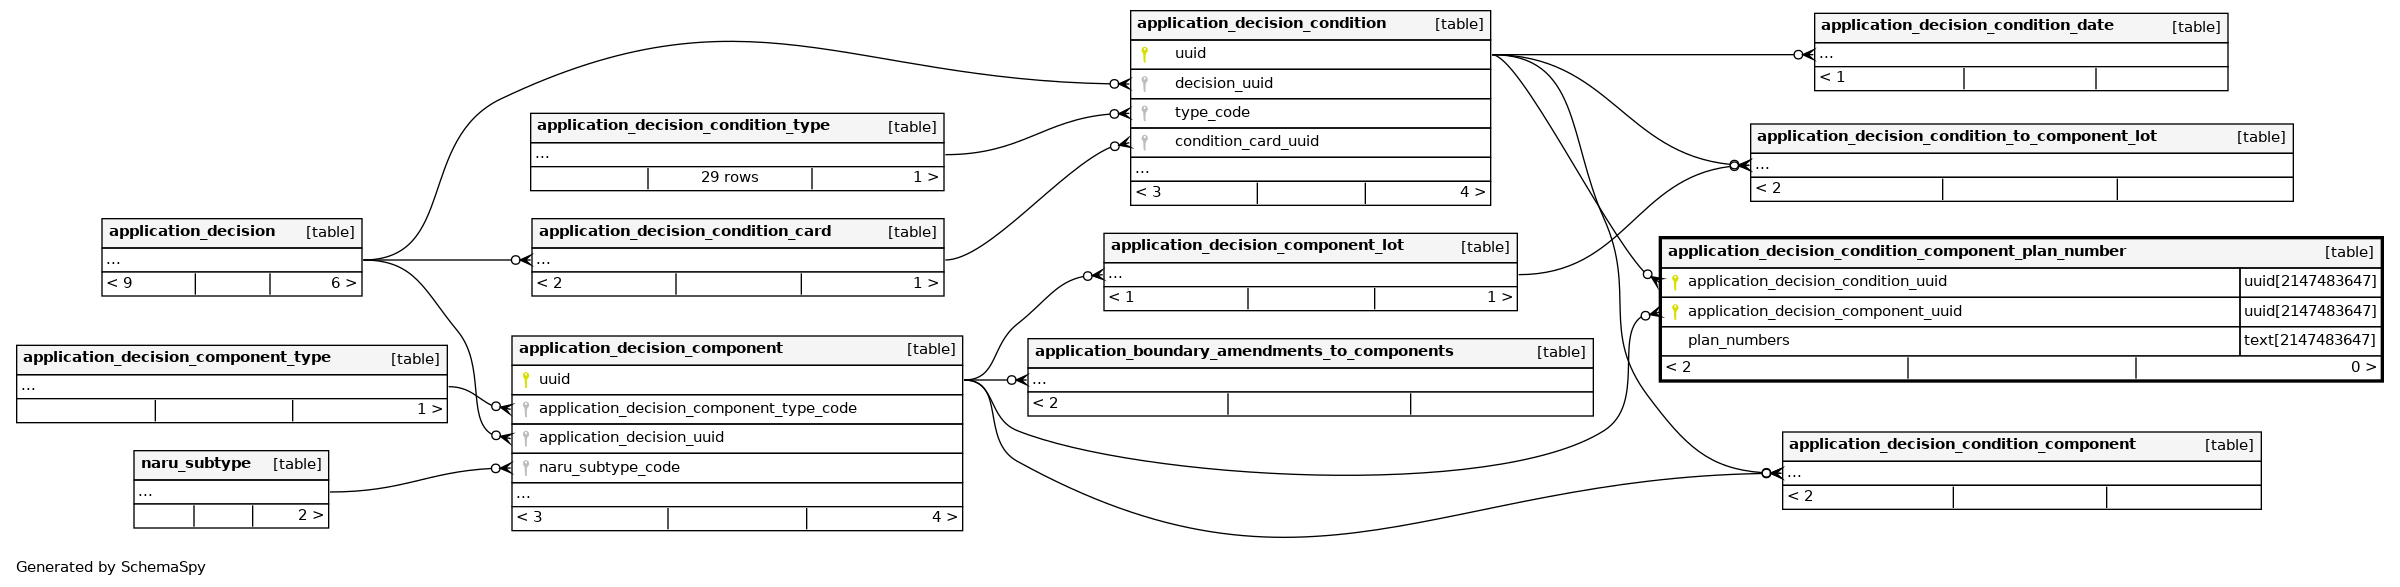 application_decision_condition [table]
uuid
decision_uuid
type_code
condition_card_uuid
...
< 3 4 >
application_decision_condition_date [table]
...
< 1
application_decision_condition_type [table]
...
29 rows 1 >
application_decision_condition_to_component_lot [table]
...
< 2
application_decision [table]
...
< 9 6 >
application_decision_condition_card [table]
...
< 2 1 >
application_decision_component_lot [table]
...
< 1 1 >
application_decision_condition_component_plan_number [table]
application_decision_condition_uuid uuid[2147483647]
application_decision_component_uuid uuid[2147483647]
plan_numbers text[2147483647]
< 2 0 >
application_decision_component_type [table]
...
1 >
application_decision_component [table]
uuid
application_decision_component_type_code
application_decision_uuid
naru_subtype_code
...
< 3 4 >
application_boundary_amendments_to_components [table]
...
< 2
naru_subtype [table]
...
2 >
application_decision_condition_component [table]
...
< 2
Generated by SchemaSpy